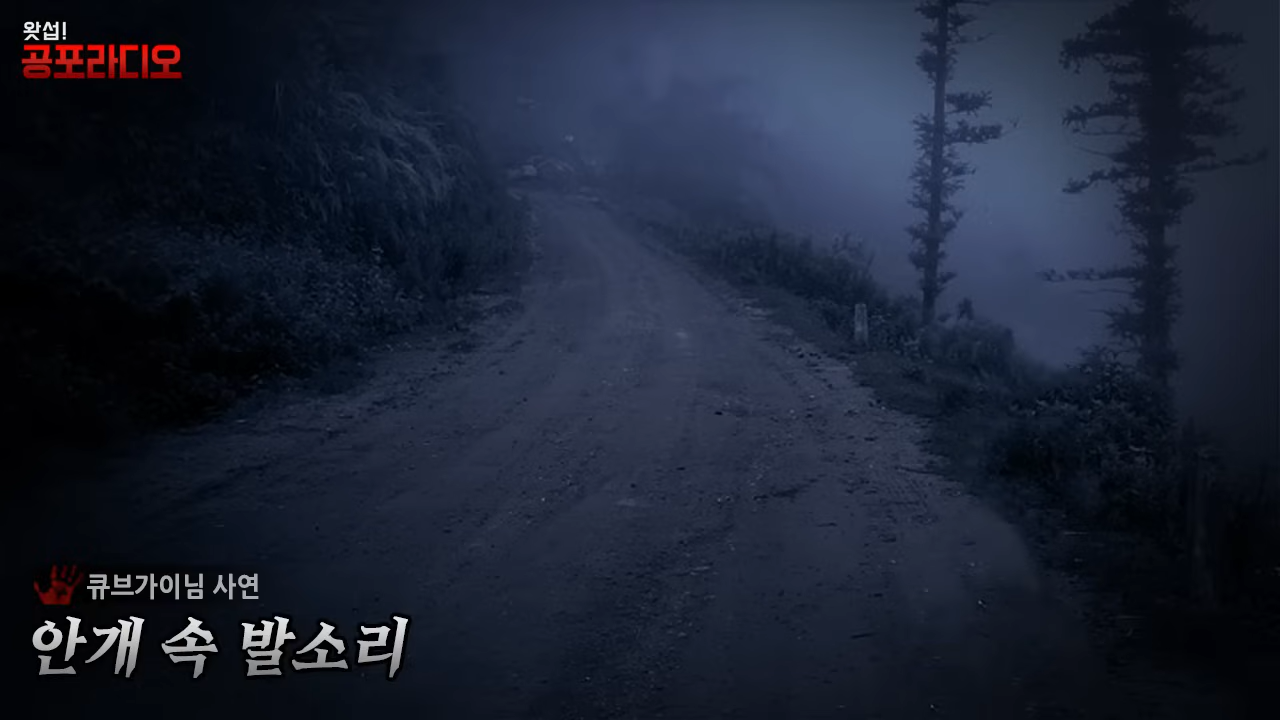 왓섭!
공포라디오
큐브가이님 사연
안개 속 발소리